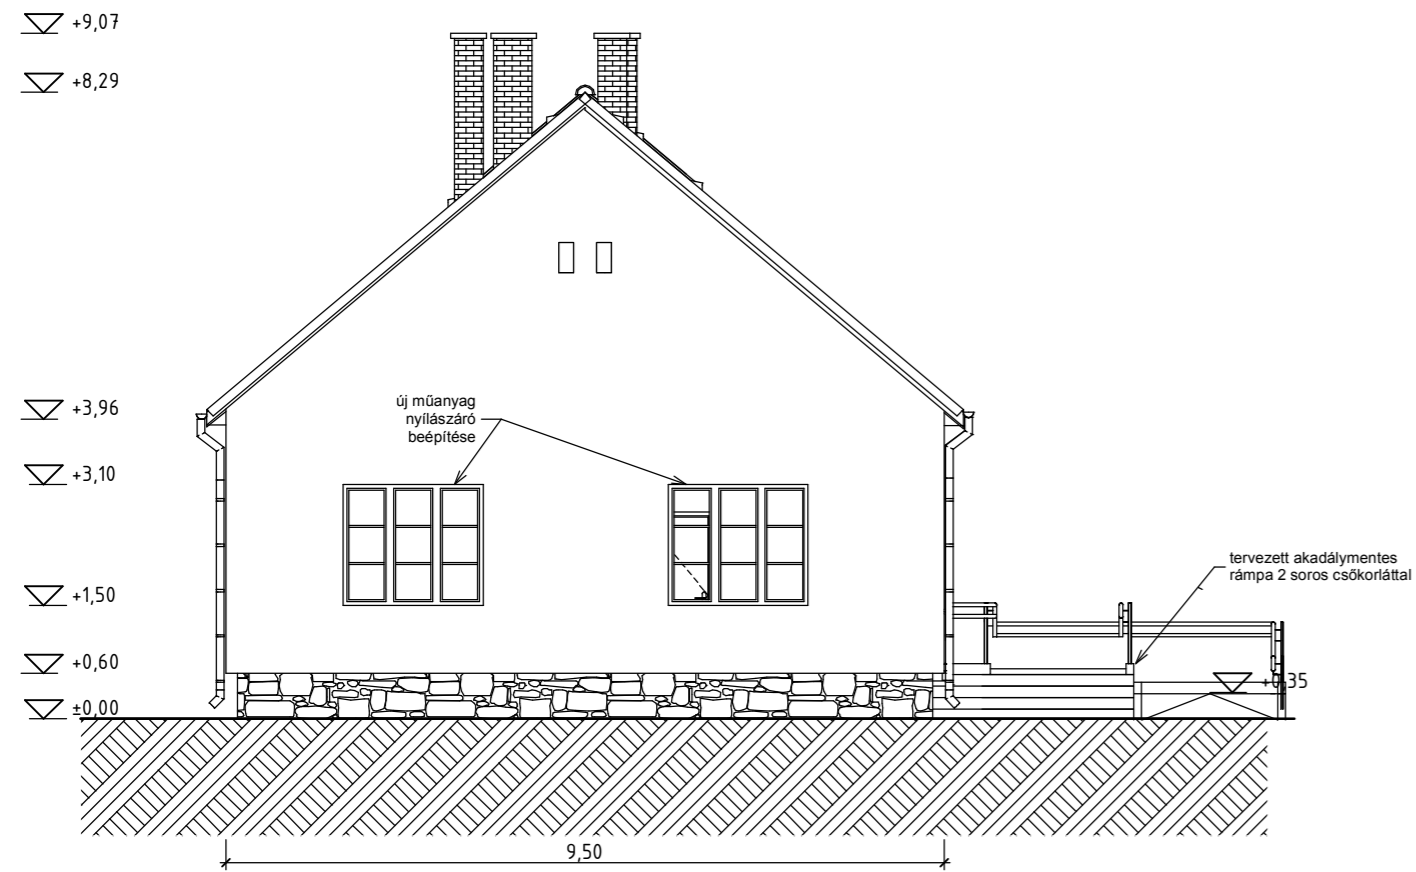 +9,07
+8,29
+3,96
új műanyag
nyílászáró
beépítése
+3,10
tervezett akadálymentes
rámpa 2 soros csőkorláttal
+1,50
+0,60
+0,35
±0,00
9,50